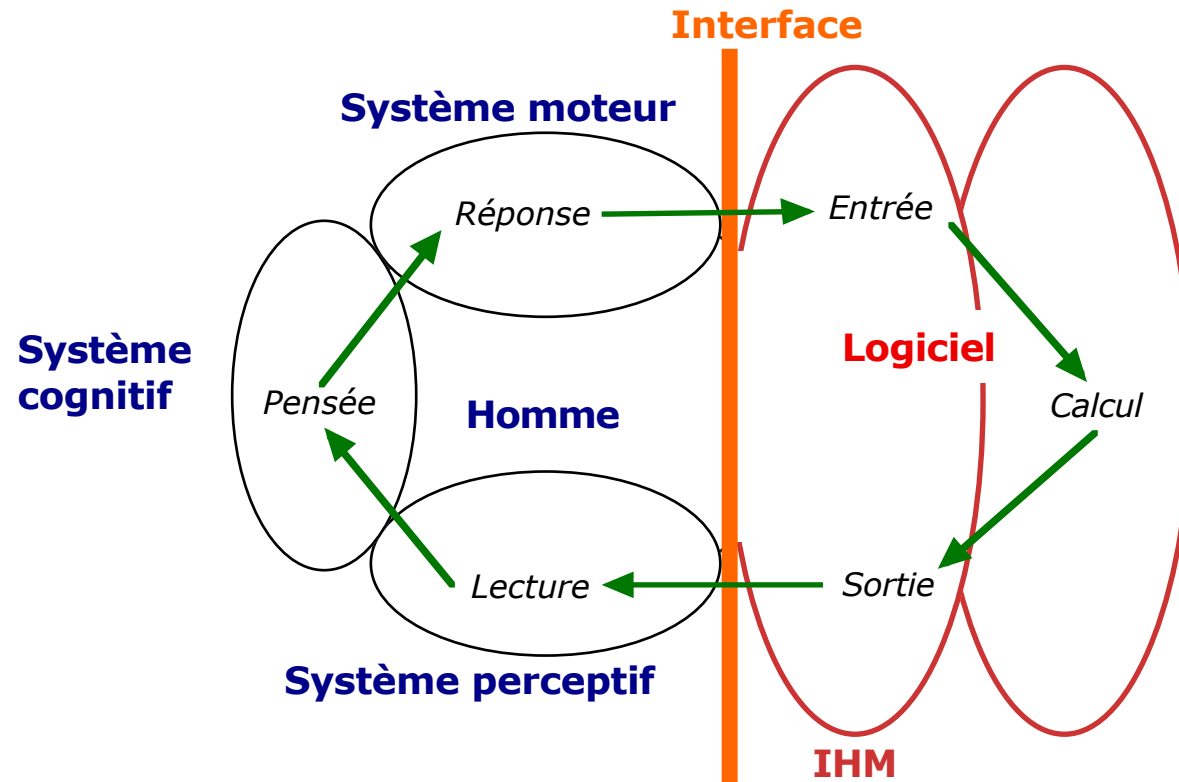 Interface
Système moteur
Réponse
Entrée
Système
cognitif
Logiciel
Pensée
Homme
Calcul
Lecture
Sortie
Système perceptif
IHM